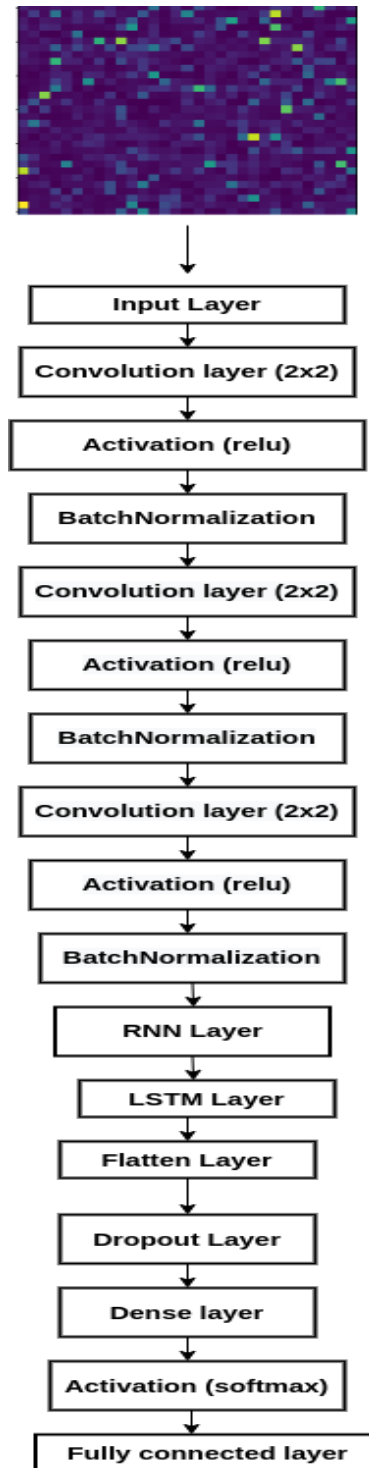 Input Layer
Convolution layer (2x2)
Activation (relu)
BatchNormalization
Convolution layer (2x2)
Activation (relu)
BatchNormalization
Convolution layer (2x2)
Activation (relu)
BatchNormalization
RNN Layer
LSTM Layer
Flatten Layer
Dropout Layer
Dense layer
Activation (softmax)
Fully connected layer